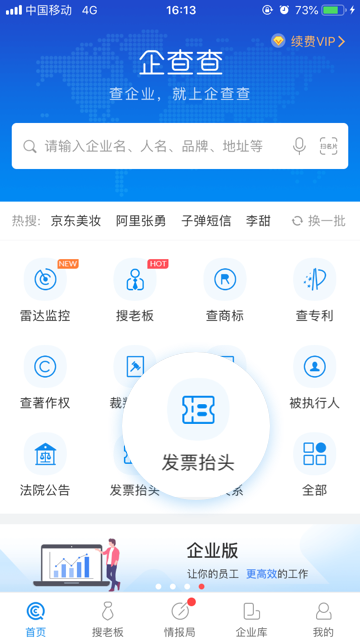 中国移动 4G 16:13 73%
续费VIP
企查查
查企业，就上企查查
请输入企业名、人名、品牌、地址等
扫名片
热搜: 京东美妆 阿里张勇 子弹短信 李甜 换一批
NEW HOT
雷达监控 搜老板 查商标 查专利
查著作权 裁判 被执行人
发票抬头
法院公告 发票抬头 关系 全部
企业版
让你的员工 更高效的工作
首页 搜老板 情报局 企业库 我的